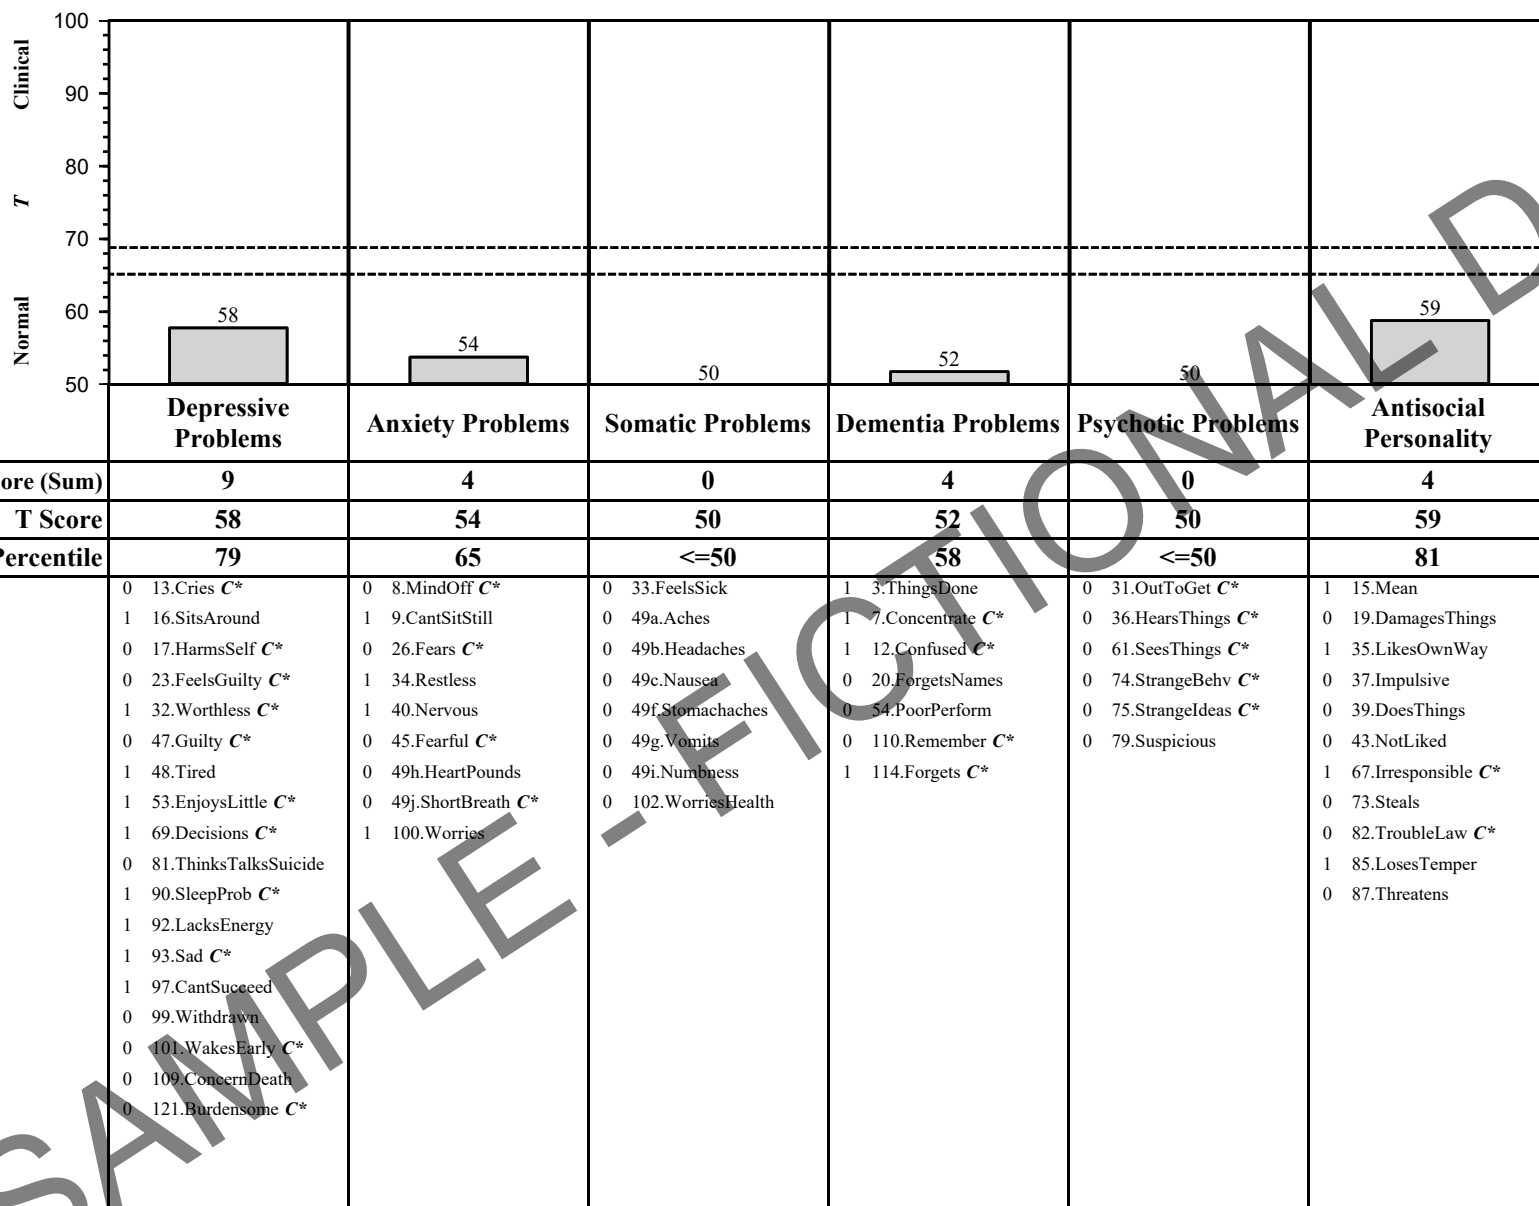 100
90
80
70
60
50
Clinical
T
Normal
58
54
50
52
50
59
Depressive
Problems
Anxiety Problems
Somatic Problems
Dementia Problems
Psychotic Problems
Antisocial
Personality
ore (Sum) 9 4 0 4 0 4
T Score 58 54 50 52 50 59
Percentile 79 65 <=50 58 <=50 81
0 13.Cries C*
1 16.SitsAround
0 17.HarmsSelf C*
0 23.FeelsGuilty C*
1 32.Worthless C*
0 47.Guilty C*
1 48.Tired
1 53.EnjoysLittle C*
1 69.Decisions C*
0 81.ThinksTalksSuicide
1 90.SleepProb C*
1 92.LacksEnergy
1 93.Sad C*
1 97.CantSucceed
0 99.Withdrawn
0 101.WakesEarly C*
0 109.ConcernDeath
0 121.Burdensome C*
0 8.MindOff C*
1 9.CantSitStill
0 26.Fears C*
1 34.Restless
1 40.Nervous
0 45.Fearful C*
0 49h.HeartPounds
0 49j.ShortBreath C*
1 100.Worries
0 33.FeelsSick
0 49a.Aches
0 49b.Headaches
0 49c.Nausea
0 49f.Stomachaches
0 49g.Vomits
0 49i.Numbness
0 102.WorriesHealth
1 3.ThingsDone
1 7.Concentrate C*
1 12.Confused C*
0 20.ForgetsNames
0 54.PoorPerform
0 110.Remember C*
1 114.Forgets C*
0 31.OutToGet C*
0 36.HearsThings C*
0 61.SeesThings C*
0 74.StrangeBehv C*
0 75.StrangeIdeas C*
0 79.Suspicious
1 15.Mean
0 19.DamagesThings
1 35.LikesOwnWay
0 37.Impulsive
0 39.DoesThings
0 43.NotLiked
1 67.Irresponsible C*
0 73.Steals
0 82.TroubleLaw C*
1 85.LosesTemper
0 87.Threatens
SAMPLE - FICTIONAL D